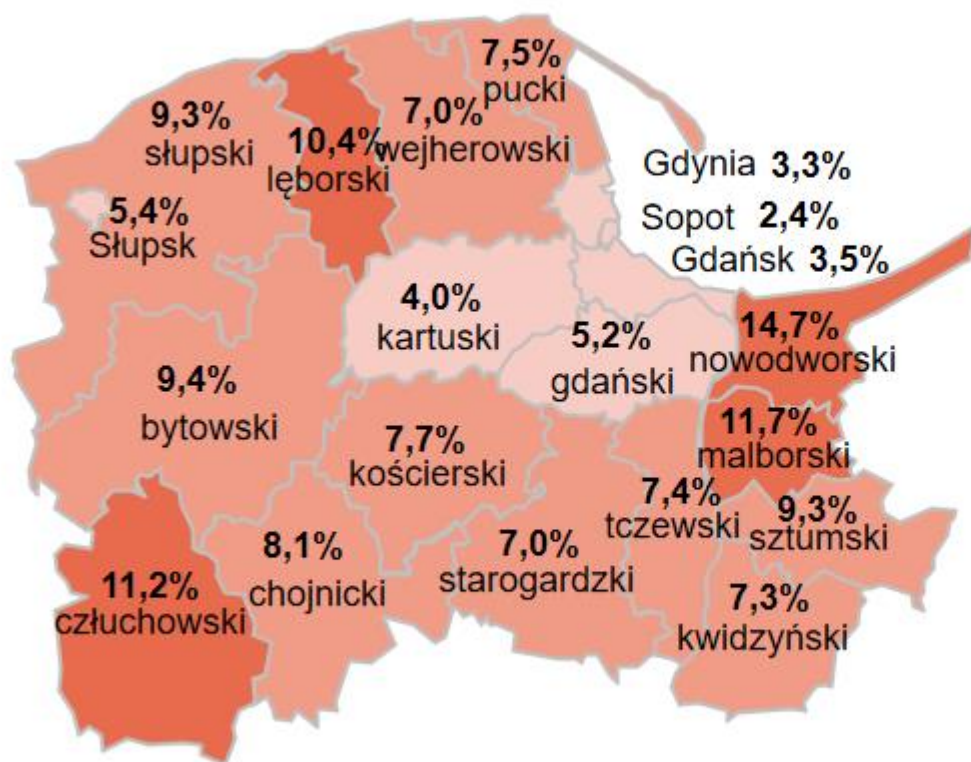 7,5%
pucki
9,3%
słupski
7,0%
wejherowski
10,4%
lęborski
Gdynia 3,3%
Sopot 2,4%
Gdańsk 3,5%
5,4%
Słupsk
4,0%
kartuski
5,2%
gdański
14,7%
nowodworski
9,4%
bytowski
7,7%
kościerski
11,7%
malborski
7,4%
tczewski
9,3%
sztumski
8,1%
chojnicki
7,0%
starogardzki
11,2%
człuchowski
7,3%
kwidzyński